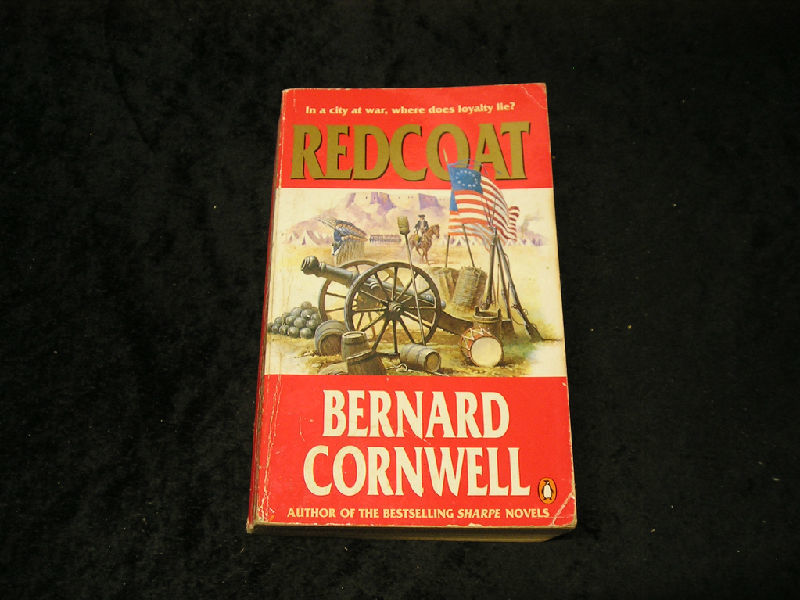 In a city at war, where does loyalty lie?
REDCOAT
BERNARD
CORNWELL
AUTHOR OF THE BESTSELLING SHARPE NOVELS